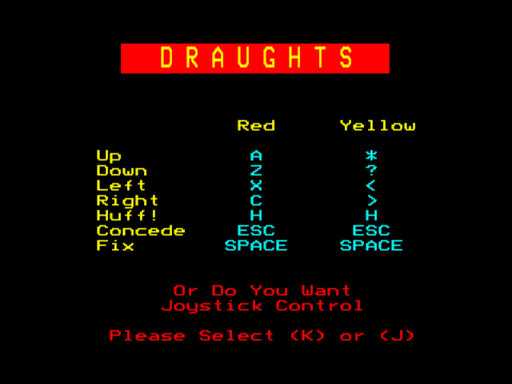 DRAUGHTS
Red Yellow
Up A *
Down Z ?
Left X <
Right C >
Huff! H H
Concede ESC ESC
Fix SPACE SPACE
Or Do You Want
Joystick Control
Please Select (K) or (J)